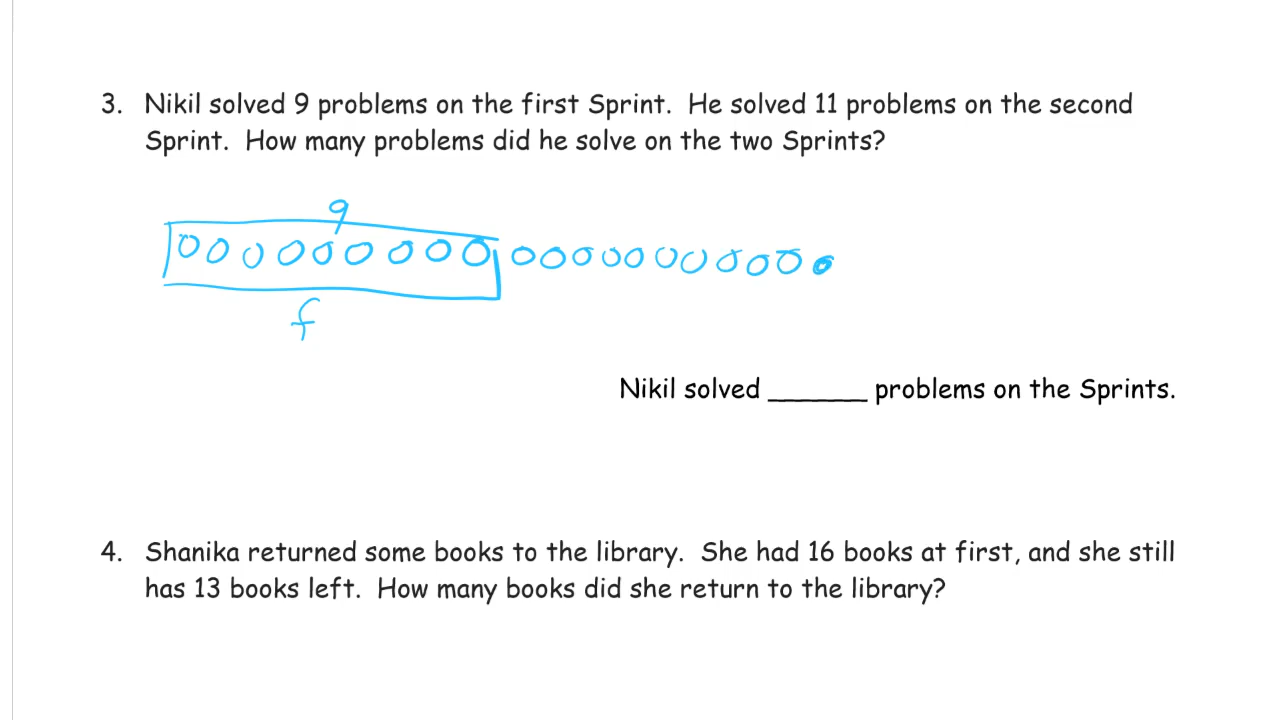 3. Nikil solved 9 problems on the first Sprint. He solved 11 problems on the second
Sprint. How many problems did he solve on the two Sprints?
9
f
Nikil solved ______ problems on the Sprints.
4. Shanika returned some books to the library. She had 16 books at first, and she still
has 13 books left. How many books did she return to the library?